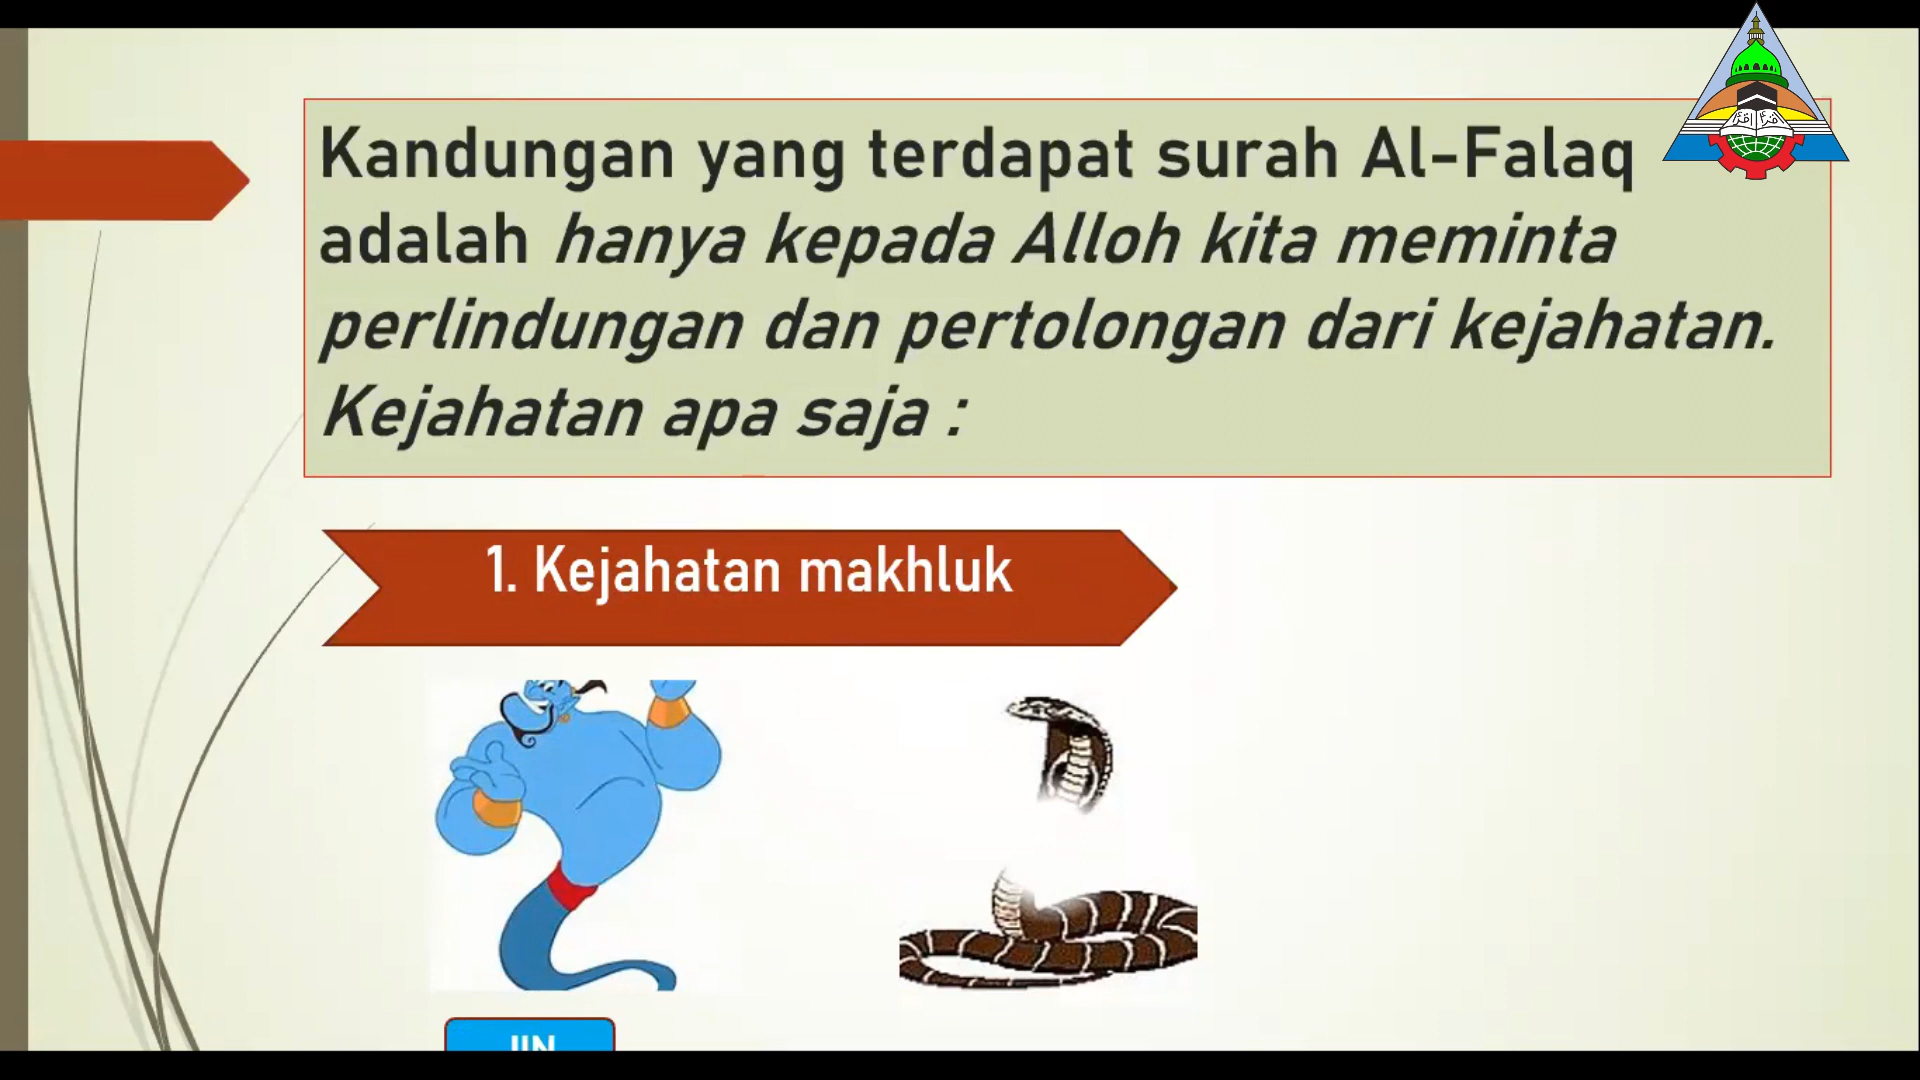 Kandungan yang terdapat surah Al-Falaq
adalah hanya kepada Alloh kita meminta
perlindungan dan pertolongan dari kejahatan.
Kejahatan apa saja :
1. Kejahatan makhluk
JIN